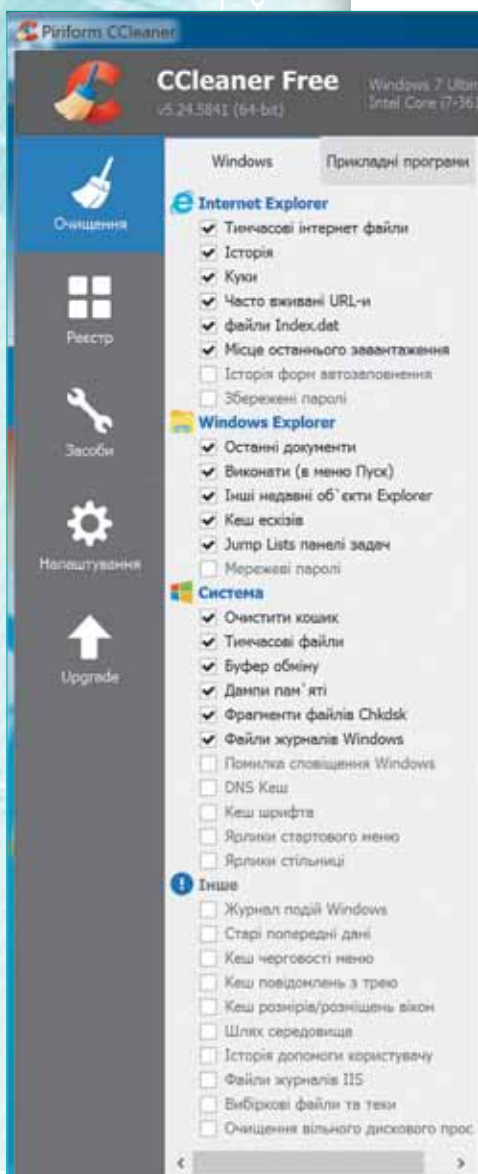 Piriform CCleaner
CCleaner Free
v5.24.5841 (64-bit)
Windows 7 Ultim
Intel Core i7-361
Очищення
Реєстр
Засоби
Налаштування
Upgrade
Windows
Прикладні програми
Internet Explorer
Тимчасові інтернет файли
Історія
Куки
Часто вживані URL-и
файли Index.dat
Місце останнього завантаження
Історія форм автозаповнення
Збережені паролі
Windows Explorer
Останні документи
Виконати (в меню Пуск)
Інші недавні об`єкти Explorer
Кеш ескізів
Jump Lists панелі задач
Мережеві паролі
Система
Очистити кошик
Тимчасові файли
Буфер обміну
Дампи пам`яті
Фрагменти файлів Chkdsk
Файли журналів Windows
Помилка сповіщення Windows
DNS Кеш
Кеш шрифта
Ярлики стартового меню
Ярлики стільниці
Інше
Журнал подій Windows
Старі попередні дані
Кеш черговості меню
Кеш повідомлень з трею
Кеш розмірів/розміщень вікон
Шлях середовища
Історія допомоги користувачу
Файли журналів IIS
Вибіркові файли та теки
Очищення вільного дискового прос